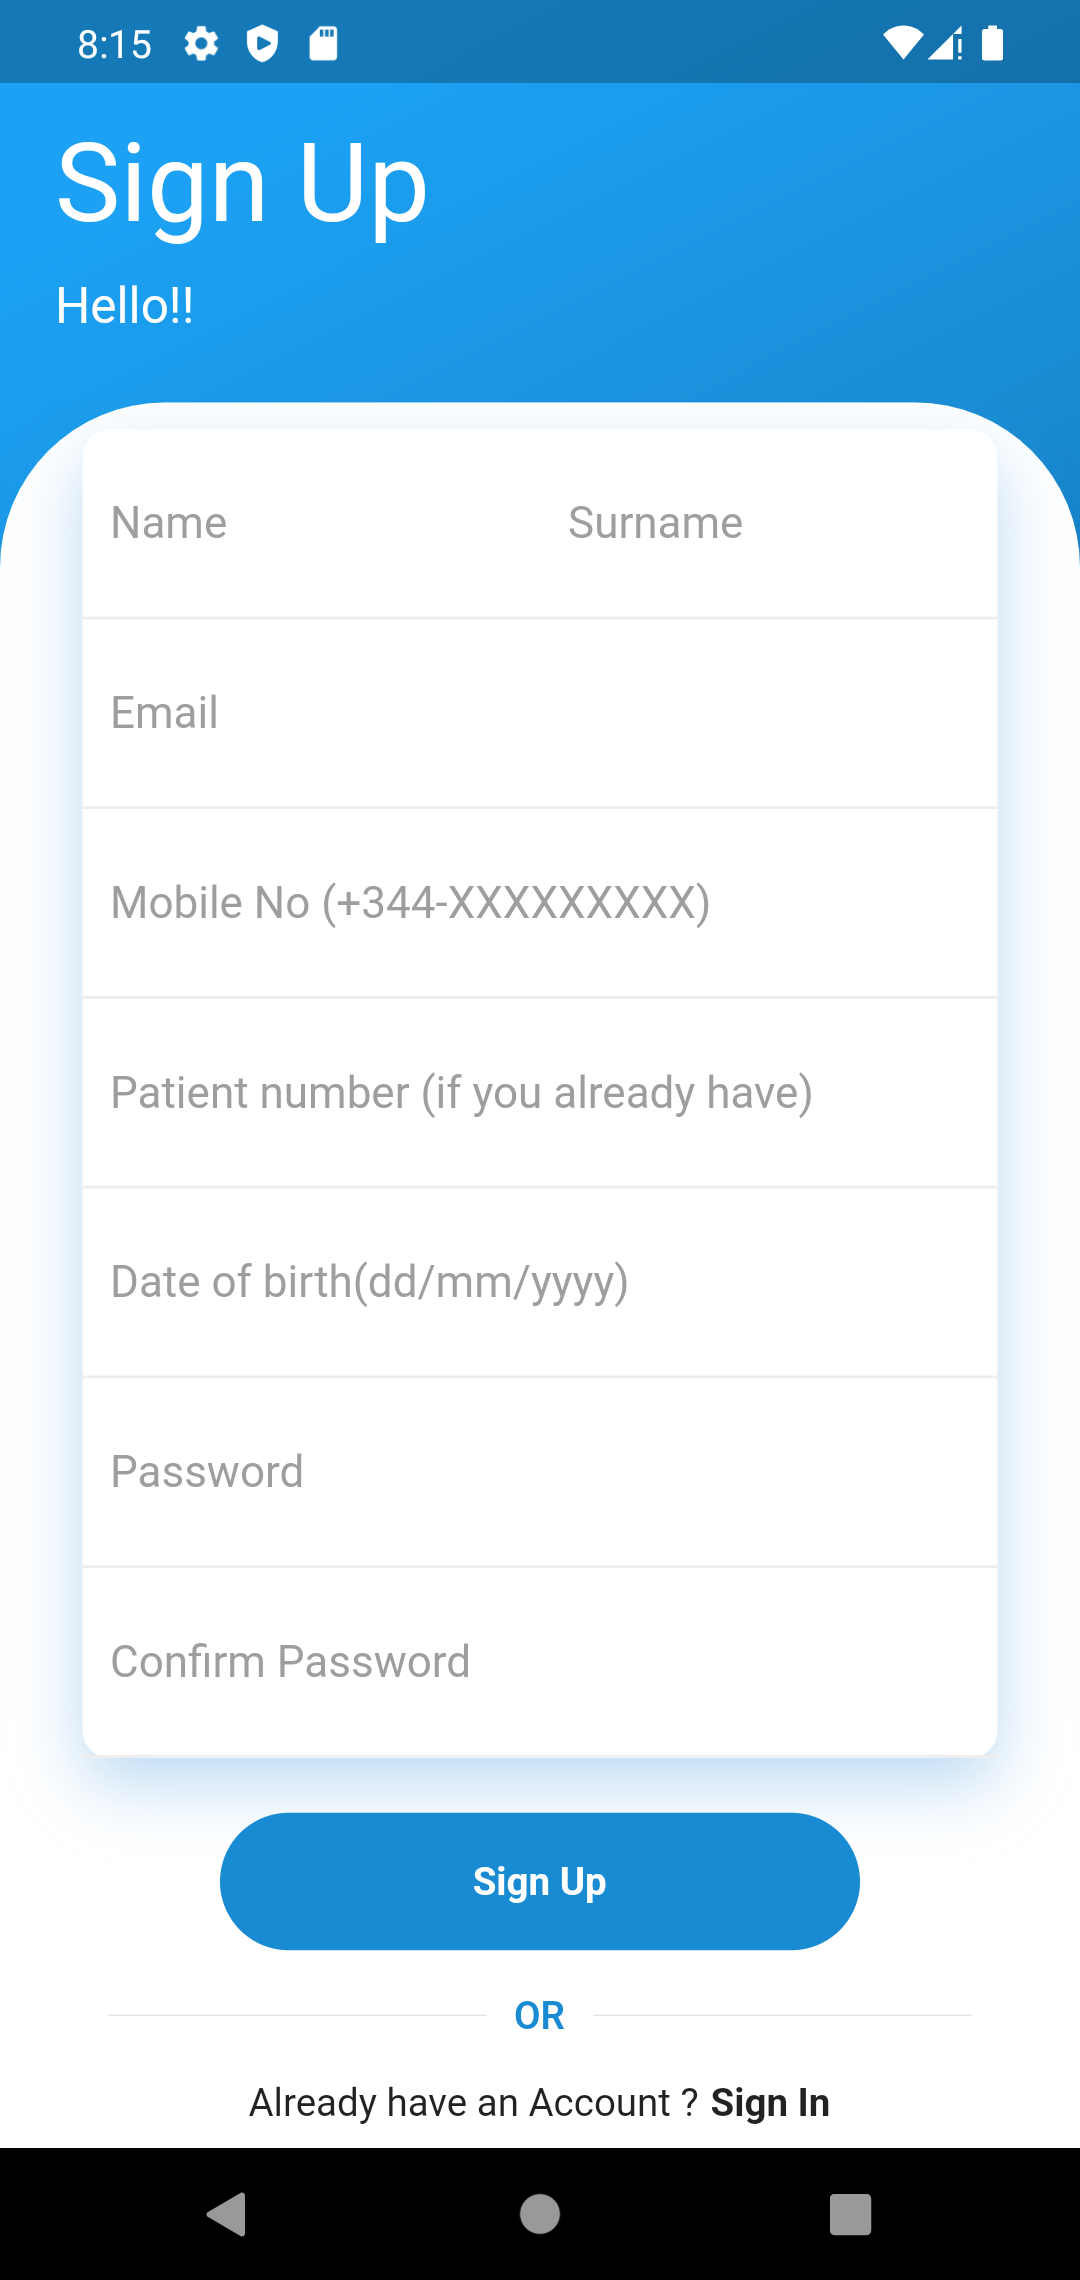 8:15
Sign Up
Hello!!
Name Surname
Email
Mobile No (+344-XXXXXXXXX)
Patient number (if you already have)
Date of birth(dd/mm/yyyy)
Password
Confirm Password
Sign Up
OR
Already have an Account ? Sign In